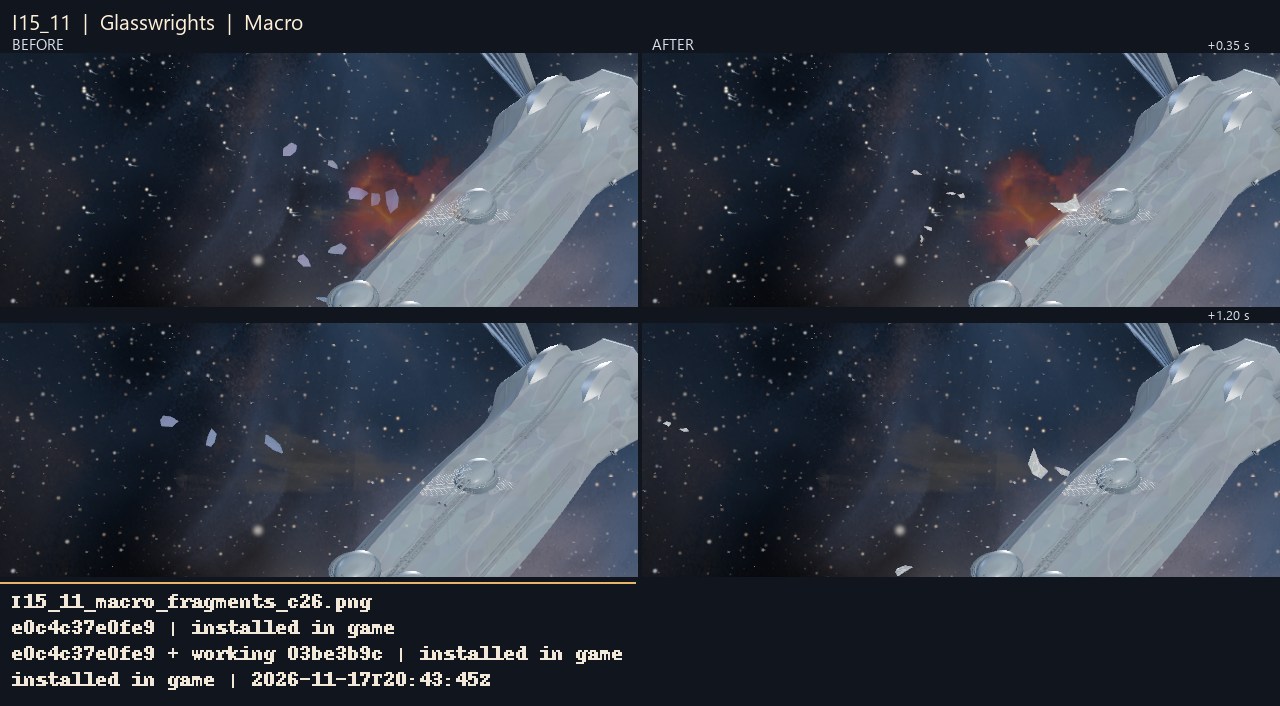 I15_11 | Glasswrights | Macro
BEFORE
AFTER
+0.35 s
+1.20 s
I15_11_macro_fragments_c26.png
e0c4c37e0fe9 | installed in game
e0c4c37e0fe9 + working 03be3b9c | installed in game
installed in game | 2026-11-17T20:43:45Z